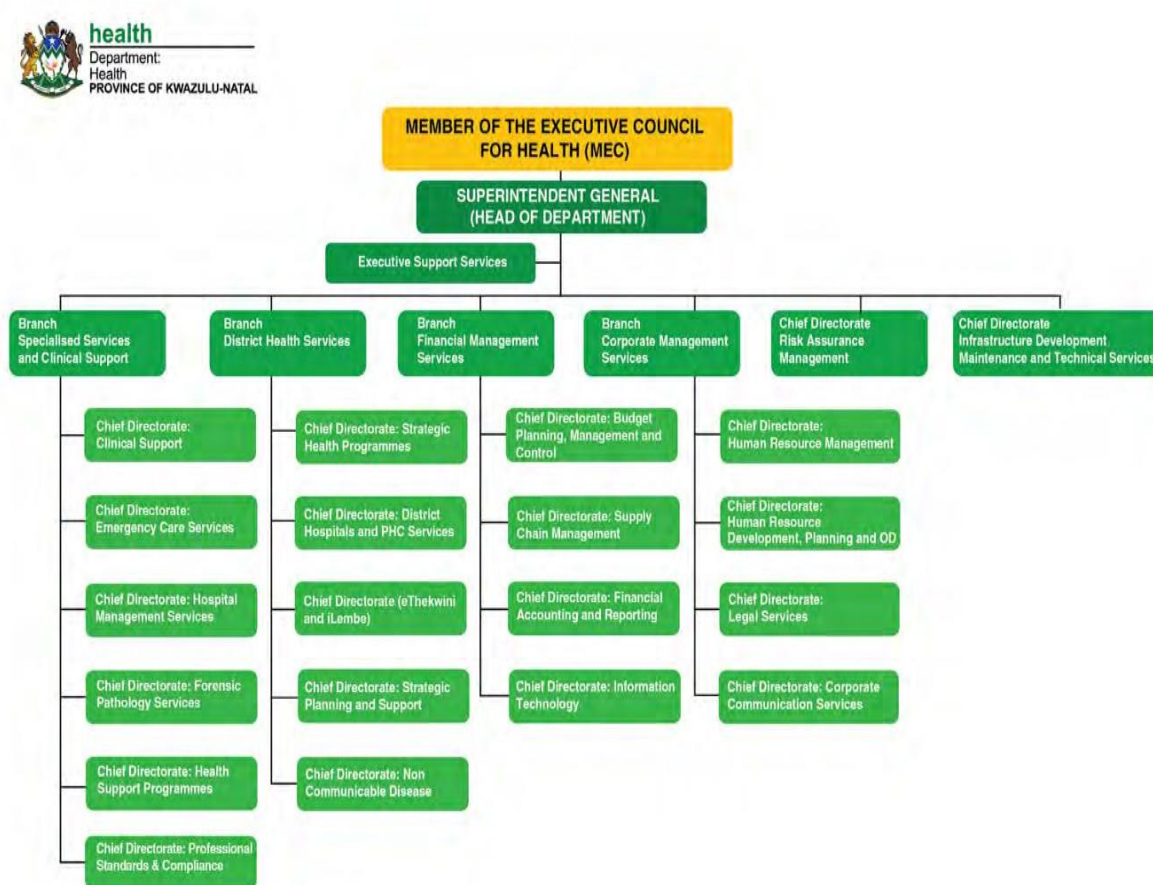 health
Department:
Health
PROVINCE OF KWAZULU-NATAL
MEMBER OF THE EXECUTIVE COUNCIL
FOR HEALTH (MEC)
SUPERINTENDENT GENERAL
(HEAD OF DEPARTMENT)
Executive Support Services
Branch
Specialised Services
and Clinical Support
Branch
District Health Services
Branch
Financial Management
Services
Branch
Corporate Management
Services
Chief Directorate
Risk Assurance
Management
Chief Directorate
Infrastructure Development
Maintenance and Technical Services
Chief Directorate:
Clinical Support
Chief Directorate:
Emergency Care Services
Chief Directorate: Hospital
Management Services
Chief Directorate: Forensic
Pathology Services
Chief Directorate: Health
Support Programmes
Chief Directorate: Professional
Standards & Compliance
Chief Directorate: Strategic
Health Programmes
Chief Directorate: District
Hospitals and PHC Services
Chief Directorate (eThekwini
and iLembe)
Chief Directorate: Strategic
Planning and Support
Chief Directorate: Non
Communicable Disease
Chief Directorate: Budget
Planning, Management and
Control
Chief Directorate: Supply
Chain Management
Chief Directorate: Financial
Accounting and Reporting
Chief Directorate: Information
Technology
Chief Directorate:
Human Resource Management
Chief Directorate:
Human Resource
Development, Planning and OD
Chief Directorate:
Legal Services
Chief Directorate: Corporate
Communication Services